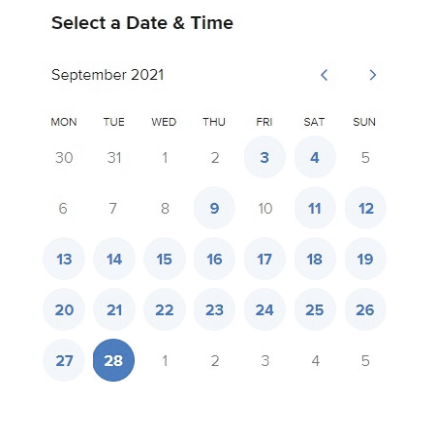 Select a Date & Time
September 2021
MON TUE WED THU FRI SAT SUN
30 31 1 2 3 4 5
6 7 8 9 10 11 12
13 14 15 16 17 18 19
20 21 22 23 24 25 26
27 28 1 2 3 4 5